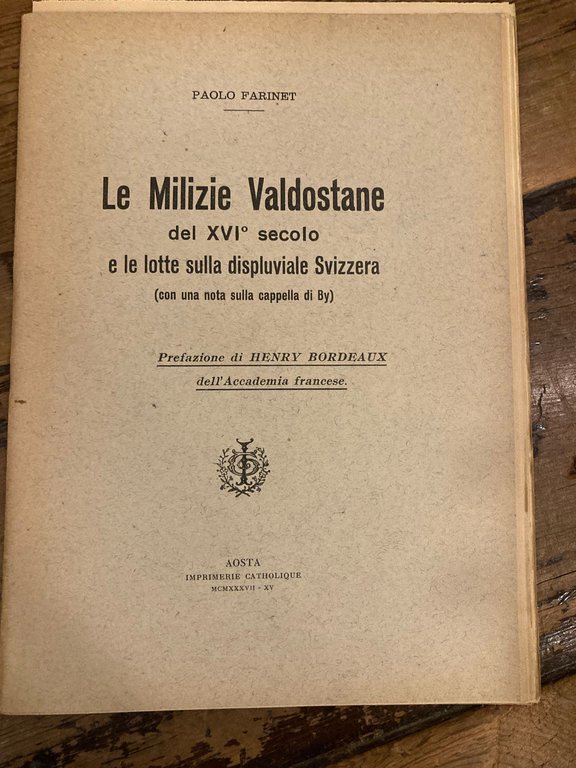 PAOLO FARINET
Le Milizie Valdostane
del XVI° secolo
e le lotte sulla displuviale Svizzera
(con una nota sulla cappella di By)
Prefazione di HENRY BORDEAUX
dell'Accademia francese.
AOSTA
IMPRIMERIE CATHOLIQUE
MCMXXXVII - XV